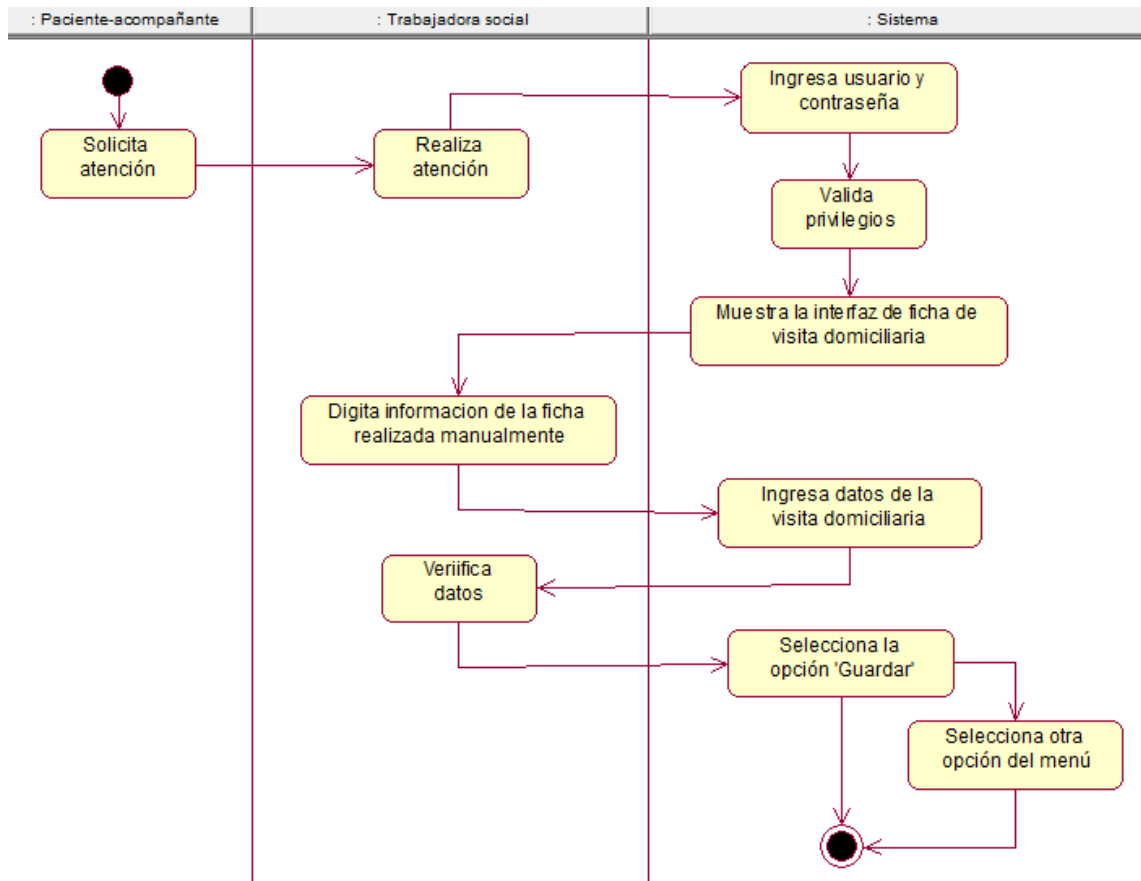 : Paciente-acompañante
: Trabajadora social
: Sistema
Ingresa usuario y
contraseña
Solicita
atención
Realiza
atención
Valida
privilegios
Muestra la interfaz de ficha de
visita domiciliaria
Digita informacion de la ficha
realizada manualmente
Ingresa datos de la
visita domiciliaria
Veriifica
datos
Selecciona la
opción 'Guardar'
Selecciona otra
opción del menú